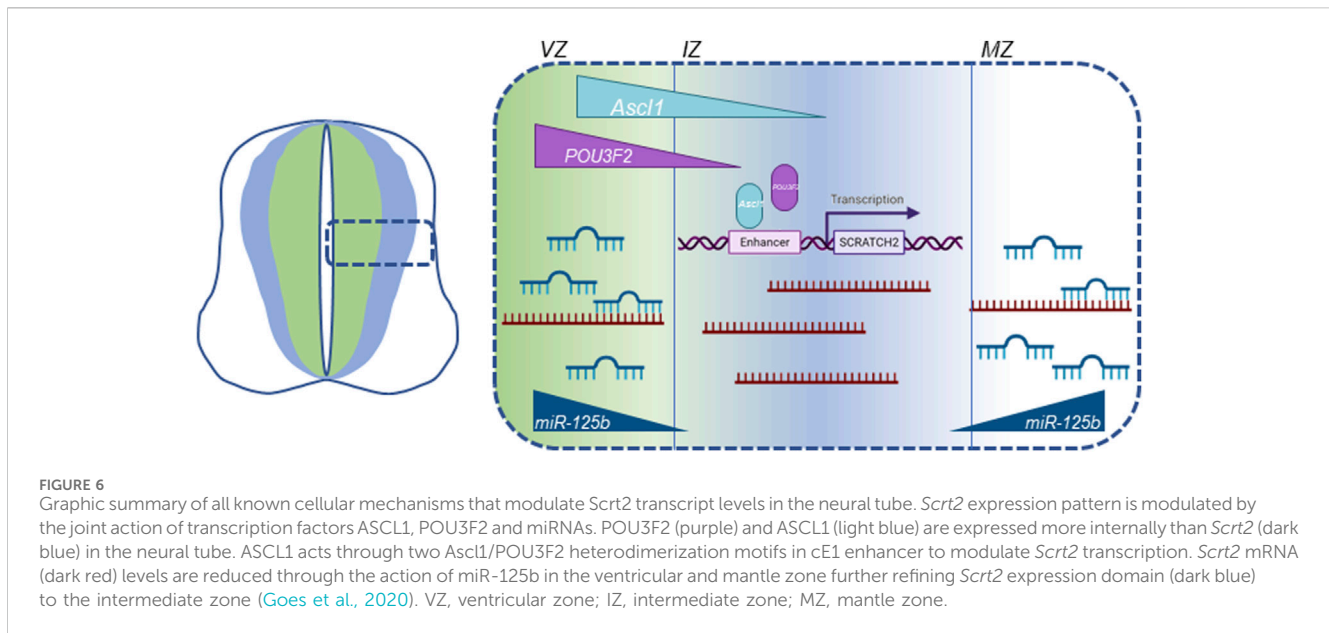 VZ IZ MZ
Ascl1
POU3F2
Ascl1 POU3F2
Transcription
Enhancer SCRATCH2
miR-125b miR-125b
FIGURE 6
Graphic summary of all known cellular mechanisms that modulate Scrt2 transcript levels in the neural tube. Scrt2 expression pattern is modulated by
the joint action of transcription factors ASCL1, POU3F2 and miRNAs. POU3F2 (purple) and ASCL1 (light blue) are expressed more internally than Scrt2 (dark
blue) in the neural tube. ASCL1 acts through two Ascl1/POU3F2 heterodimerization motifs in cE1 enhancer to modulate Scrt2 transcription. Scrt2 mRNA
(dark red) levels are reduced through the action of miR-125b in the ventricular and mantle zone further refining Scrt2 expression domain (dark blue)
to the intermediate zone (Goes et al., 2020). VZ, ventricular zone; IZ, intermediate zone; MZ, mantle zone.